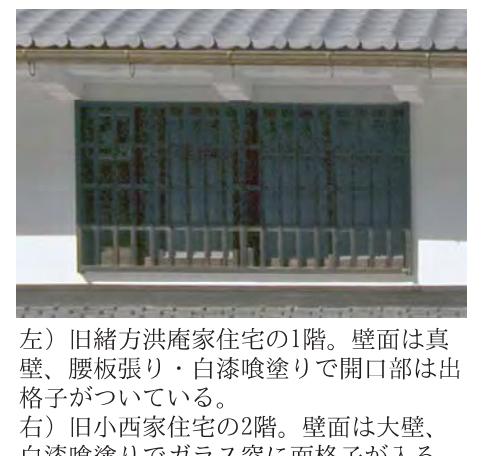 左）旧緒方洪庵家住宅の1階。壁面は真
壁、腰板張り・白漆喰塗りで開口部は出
格子がついている。
右）旧小西家住宅の2階。壁面は大壁、
白漆喰塗りでガラス窓に面格子が入る